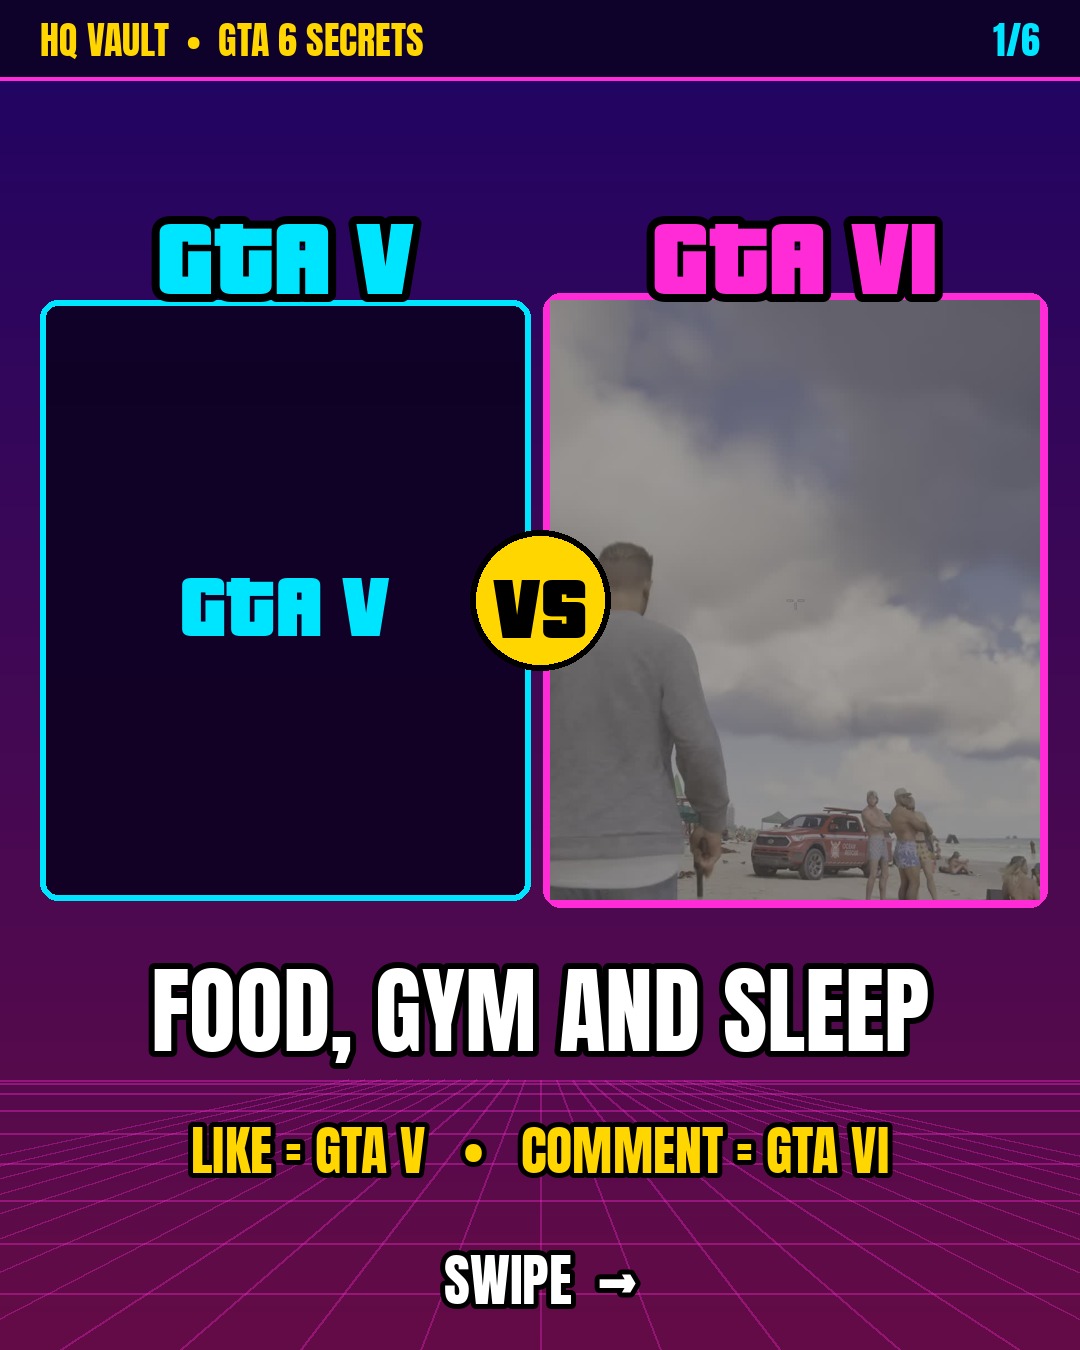 HQ VAULT • GTA 6 SECRETS
1/6
GTA V
GTA VI
GTA V
VS
FOOD, GYM AND SLEEP
LIKE = GTA V • COMMENT = GTA VI
SWIPE →